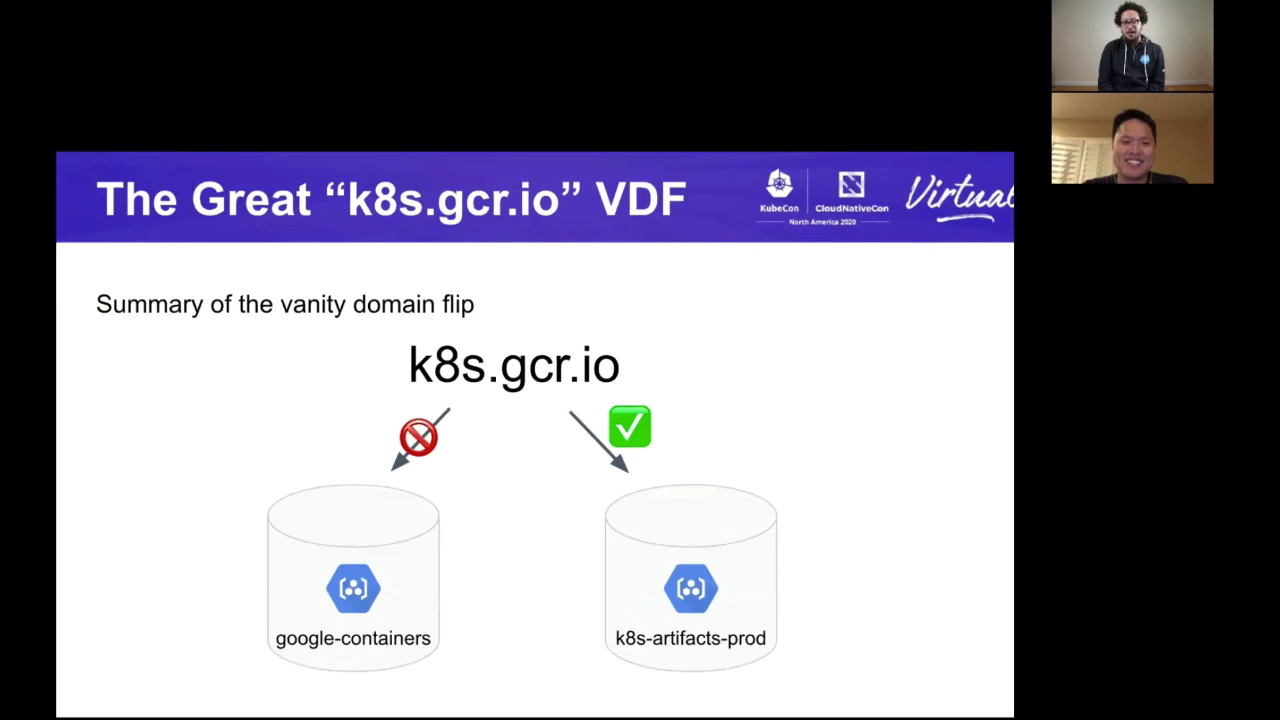 The Great “k8s.gcr.io” VDF
KubeCon
CloudNativeCon
North America 2020
Virtual
Summary of the vanity domain flip
k8s.gcr.io
google-containers
k8s-artifacts-prod